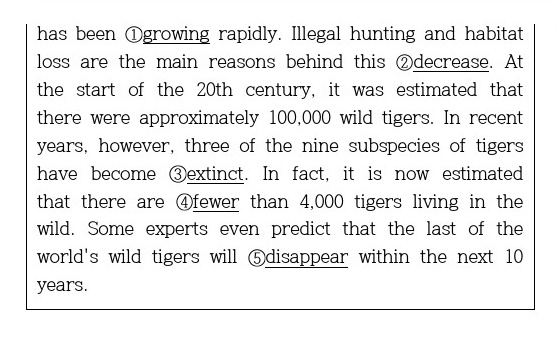 has been ①growing rapidly. Illegal hunting and habitat
loss are the main reasons behind this ②decrease. At
the start of the 20th century, it was estimated that
there were approximately 100,000 wild tigers. In recent
years, however, three of the nine subspecies of tigers
have become ③extinct. In fact, it is now estimated
that there are ④fewer than 4,000 tigers living in the
wild. Some experts even predict that the last of the
world's wild tigers will ⑤disappear within the next 10
years.